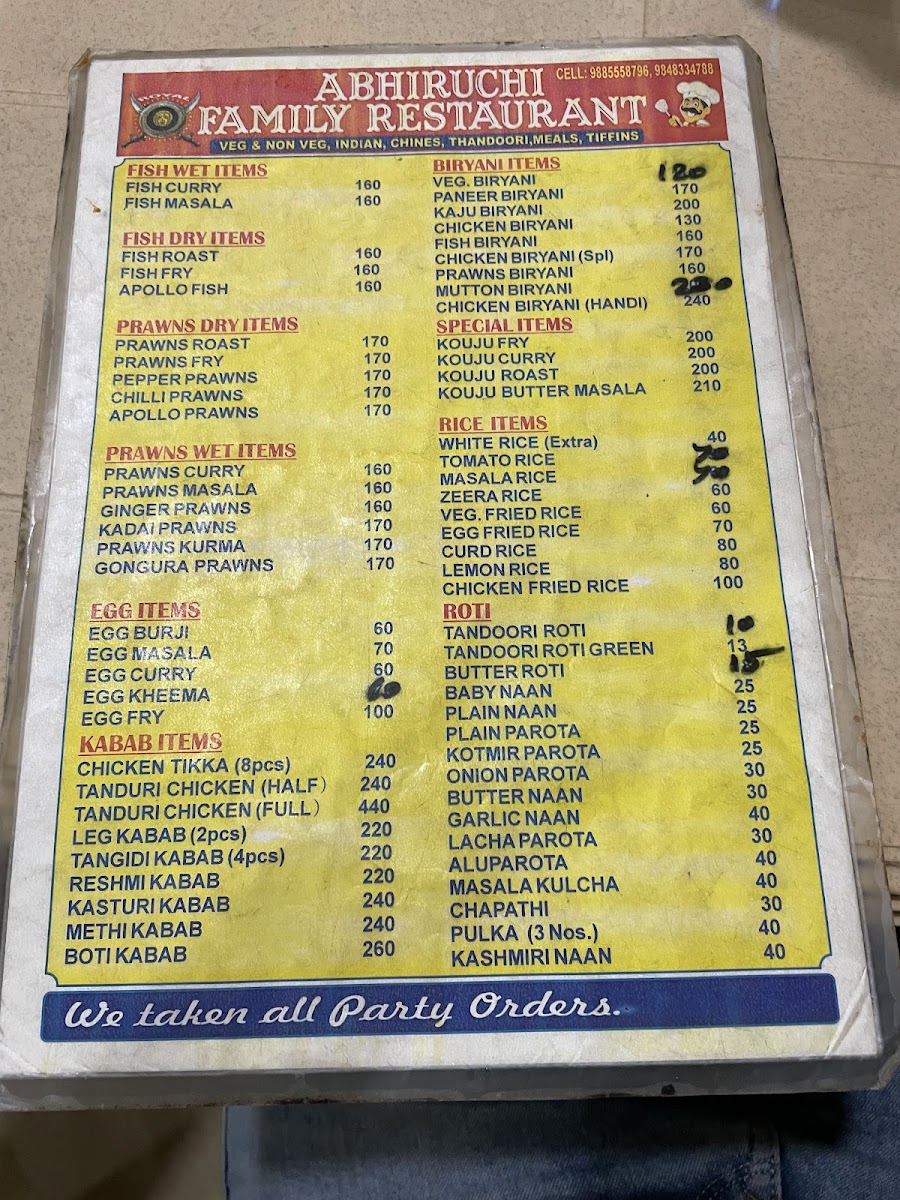 ROYAL
ABHIRUCHI
CELL: 9885558796, 9848334788
FAMILY RESTAURANT
VEG & NON VEG, INDIAN, CHINES, THANDOORI,MEALS, TIFFINS
FISH WET ITEMS
FISH CURRY 160
FISH MASALA 160
FISH DRY ITEMS
FISH ROAST 160
FISH FRY 160
APOLLO FISH 160
PRAWNS DRY ITEMS
PRAWNS ROAST 170
PRAWNS FRY 170
PEPPER PRAWNS 170
CHILLI PRAWNS 170
APOLLO PRAWNS 170
PRAWNS WET ITEMS
PRAWNS CURRY 160
PRAWNS MASALA 160
GINGER PRAWNS 160
KADAI PRAWNS 170
PRAWNS KURMA 170
GONGURA PRAWNS 170
EGG ITEMS
EGG BURJI 60
EGG MASALA 70
EGG CURRY 60
EGG KHEEMA 60
EGG FRY 100
KABAB ITEMS
CHICKEN TIKKA (8pcs) 240
TANDURI CHICKEN (HALF) 240
TANDURI CHICKEN (FULL) 440
LEG KABAB (2pcs) 220
TANGIDI KABAB (4pcs) 220
RESHMI KABAB 220
KASTURI KABAB 240
METHI KABAB 240
BOTI KABAB 260
BIRYANI ITEMS
VEG. BIRYANI 120
PANEER BIRYANI 170
KAJU BIRYANI 200
CHICKEN BIRYANI 130
FISH BIRYANI 160
CHICKEN BIRYANI (Spl) 170
PRAWNS BIRYANI 160
MUTTON BIRYANI
CHICKEN BIRYANI (HANDI) 240
SPECIAL ITEMS
KOUJU FRY 200
KOUJU CURRY 200
KOUJU ROAST 200
KOUJU BUTTER MASALA 210
RICE ITEMS
WHITE RICE (Extra) 40
TOMATO RICE 70
MASALA RICE
ZEERA RICE 60
VEG. FRIED RICE 60
EGG FRIED RICE 70
CURD RICE 80
LEMON RICE 80
CHICKEN FRIED RICE 100
ROTI
TANDOORI ROTI 10
TANDOORI ROTI GREEN 13
BUTTER ROTI 15
BABY NAAN 25
PLAIN NAAN 25
PLAIN PAROTA 25
KOTMIR PAROTA 25
ONION PAROTA 30
BUTTER NAAN 30
GARLIC NAAN 40
LACHA PAROTA 30
ALUPAROTA 40
MASALA KULCHA 40
CHAPATHI 30
PULKA (3 Nos.) 40
KASHMIRI NAAN 40
We taken all Party Orders.